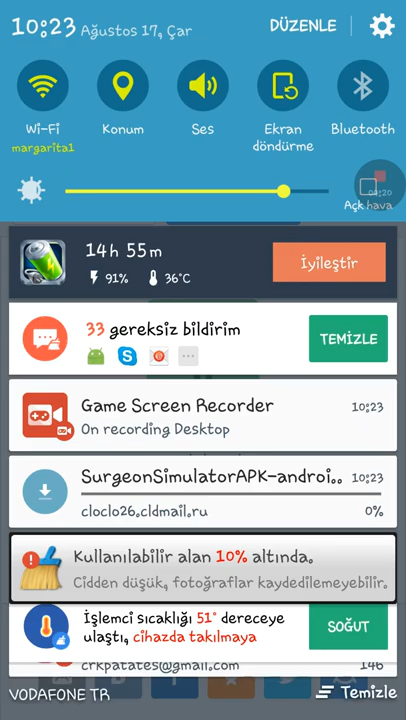 10:23 Ağustos 17, Çar DÜZENLE
Wi-Fi Konum Ses Ekran döndürme Bluetooth
margarita1
04:20
Açk hava
14h 55m
91% 36°C
İyileştir
33 gereksiz bildirim
TEMİZLE
Game Screen Recorder 10:23
On recording Desktop
SurgeonSimulatorAPK-androi.. 10:23
cloclo26.cldmail.ru 0%
Kullanılabilir alan 10% altında.
Cidden düşük, fotoğraflar kaydedilemeyebilir.
İşlemci sıcaklığı 51° dereceye
ulaştı, cihazda takılmaya
SOĞUT
crkpatates@gmail.com 146
VODAFONE TR Temizle